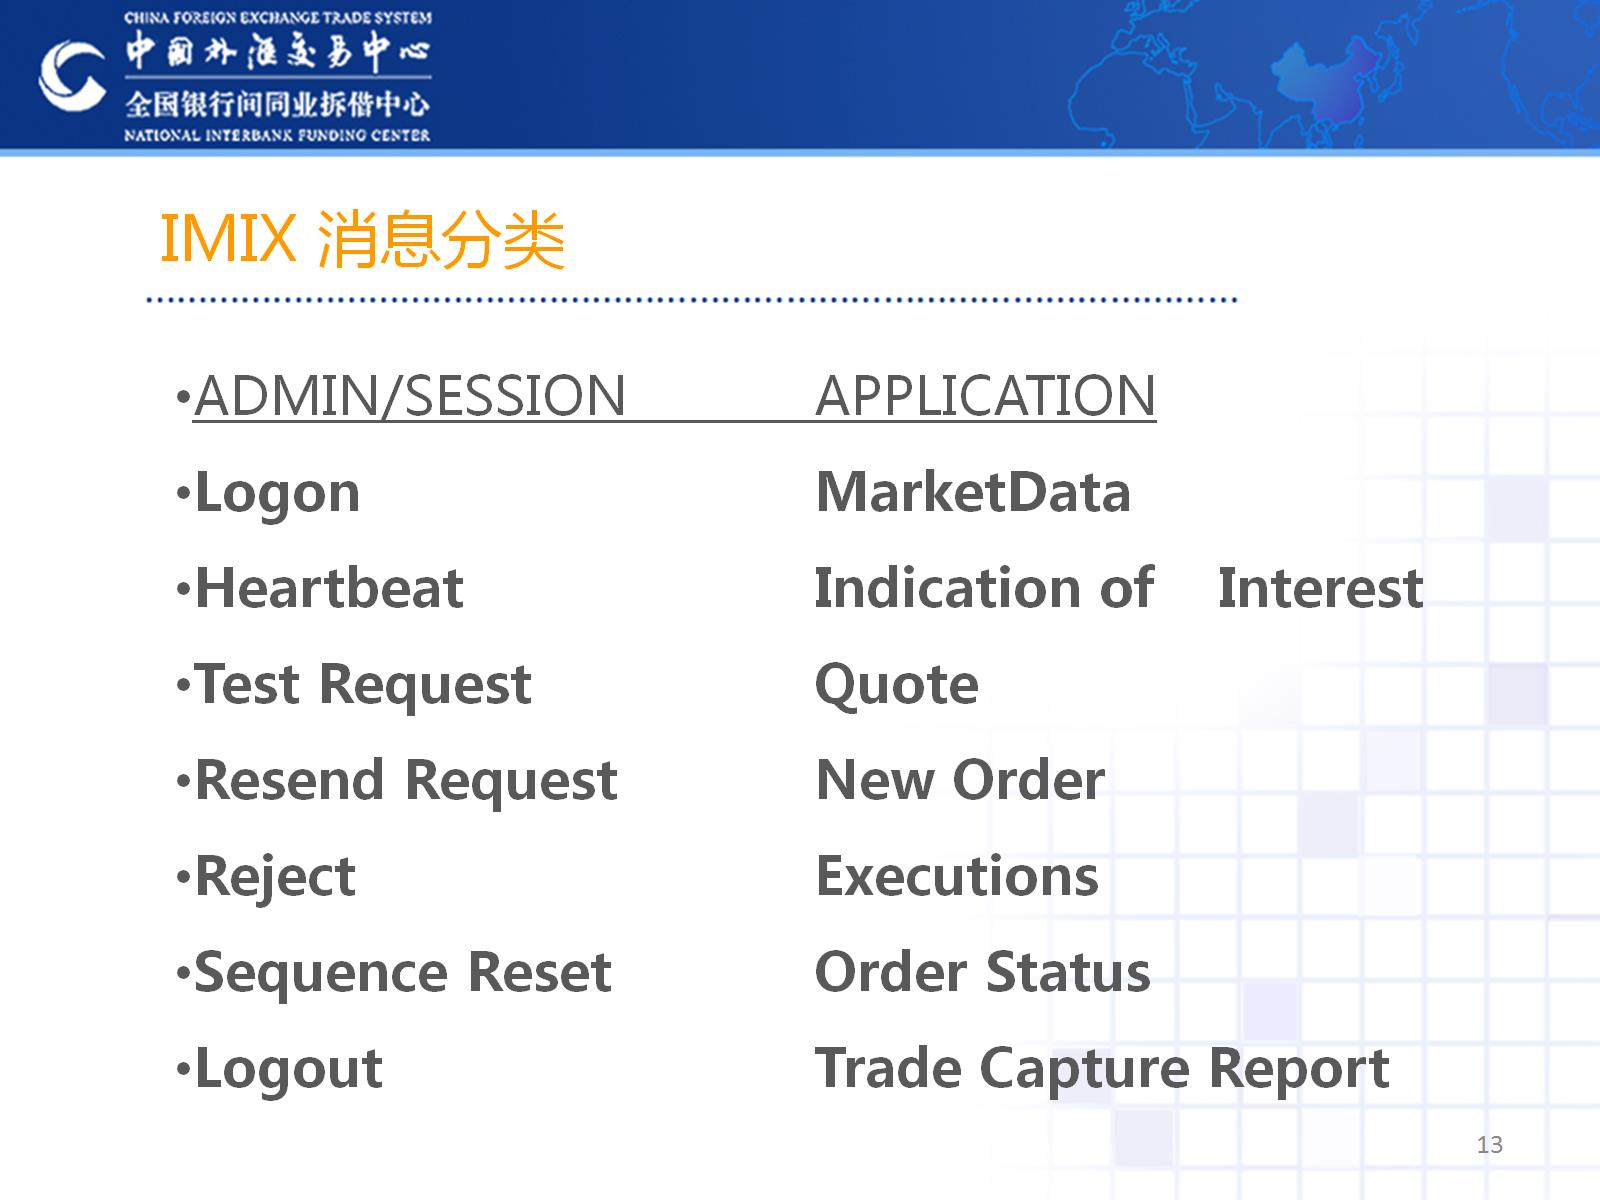 CHINA FOREIGN EXCHANGE TRADE SYSTEM
中国外汇交易中心
全国银行间同业拆借中心
NATIONAL INTERBANK FUNDING CENTER
IMIX 消息分类
•ADMIN/SESSION APPLICATION
•Logon MarketData
•Heartbeat Indication of Interest
•Test Request Quote
•Resend Request New Order
•Reject Executions
•Sequence Reset Order Status
•Logout Trade Capture Report
13